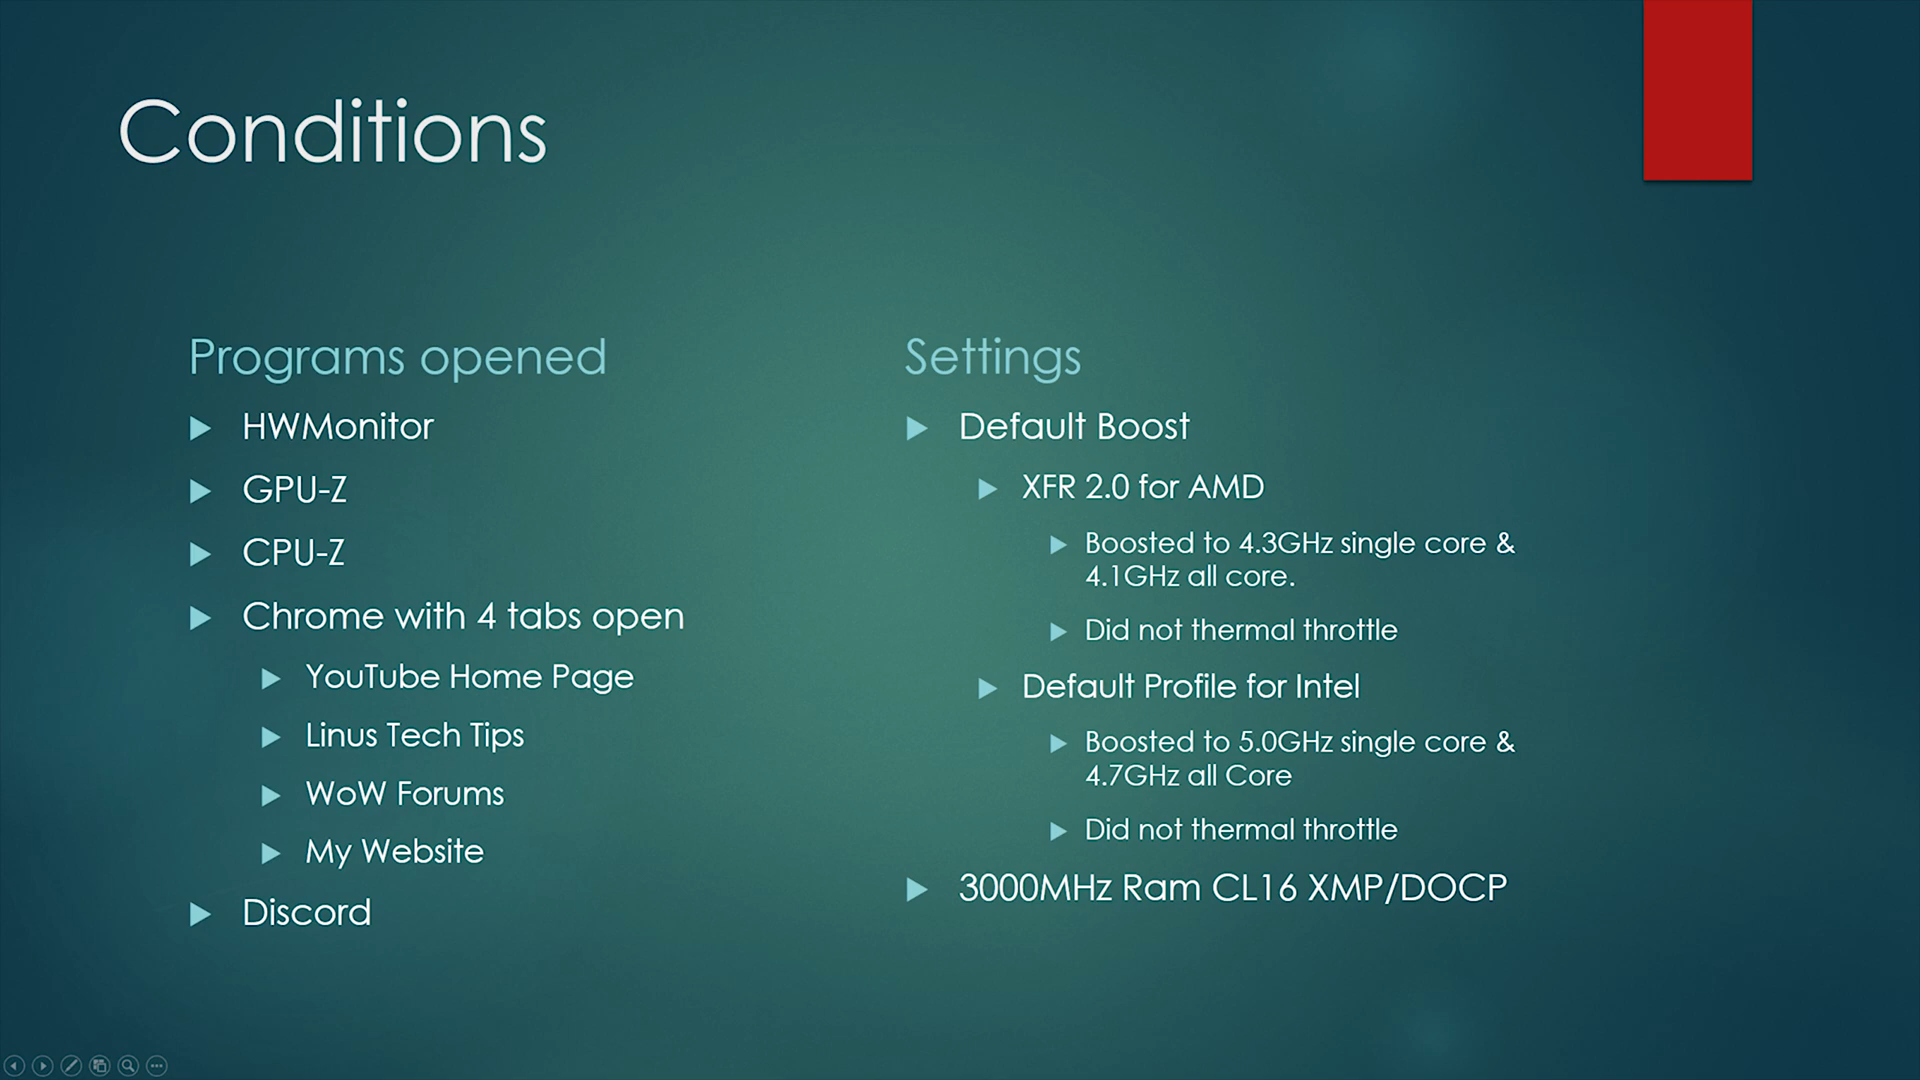 Conditions
Programs opened
HWMonitor
GPU-Z
CPU-Z
Chrome with 4 tabs open
YouTube Home Page
Linus Tech Tips
WoW Forums
My Website
Discord
Settings
Default Boost
XFR 2.0 for AMD
Boosted to 4.3GHz single core &
4.1GHz all core.
Did not thermal throttle
Default Profile for Intel
Boosted to 5.0GHz single core &
4.7GHz all Core
Did not thermal throttle
3000MHz Ram CL16 XMP/DOCP